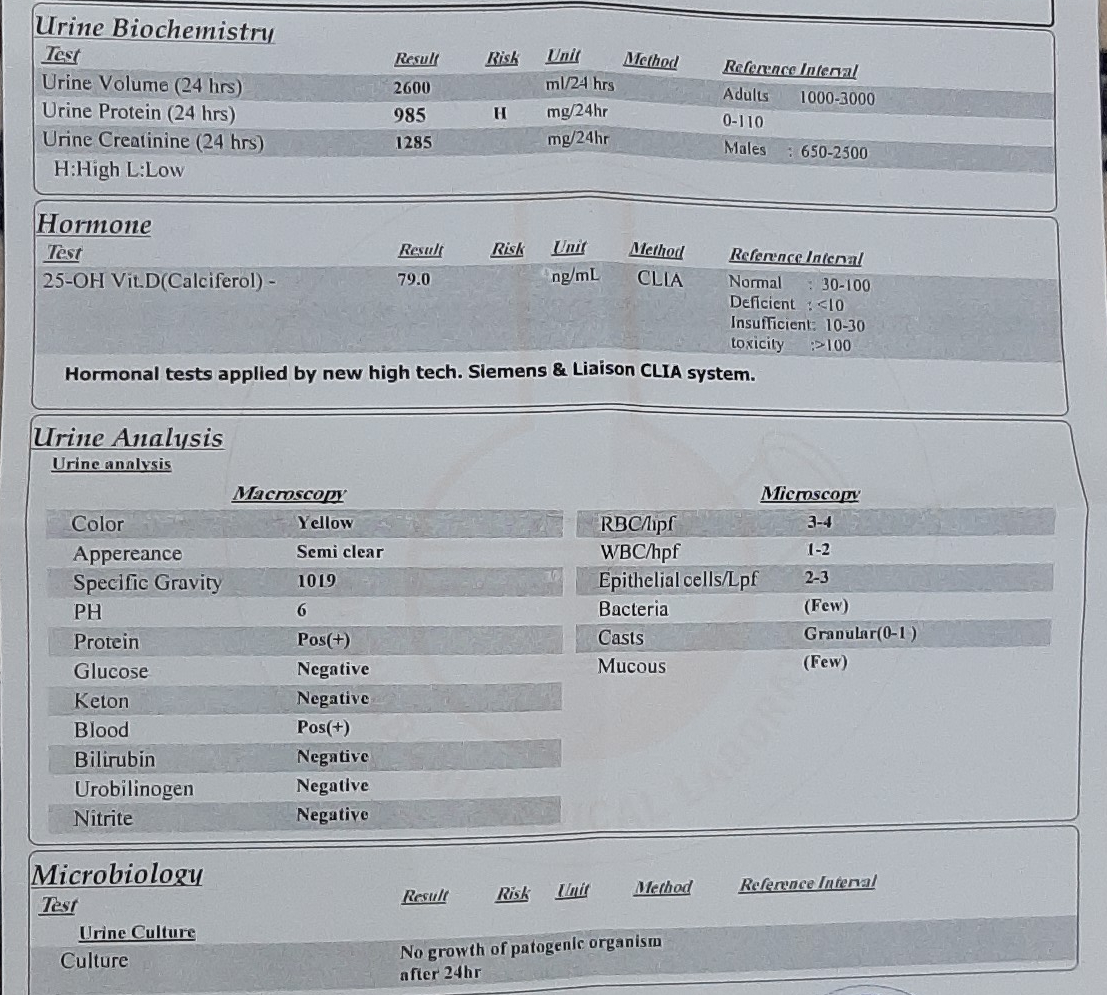 Urine Biochemistry
Test Result Risk Unit Method Reference Interval
Urine Volume (24 hrs) 2600 ml/24 hrs Adults 1000-3000
Urine Protein (24 hrs) 985 H mg/24hr 0-110
Urine Creatinine (24 hrs) 1285 mg/24hr Males : 650-2500
H:High L:Low
Hormone
Test Result Risk Unit Method Reference Interval
25-OH Vit.D(Calciferol) - 79.0 ng/mL CLIA Normal : 30-100
Deficient : <10
Insufficient: 10-30
toxicity :>100
Hormonal tests applied by new high tech. Siemens & Liaison CLIA system.
Urine Analysis
Urine analysis
Macroscopy Microscopy
Color Yellow RBC/hpf 3-4
Appereance Semi clear WBC/hpf 1-2
Specific Gravity 1019 Epithelial cells/Lpf 2-3
PH 6 Bacteria (Few)
Protein Pos(+) Casts Granular(0-1 )
Glucose Negative Mucous (Few)
Keton Negative
Blood Pos(+)
Bilirubin Negative
Urobilinogen Negative
Nitrite Negative
Microbiology
Test Result Risk Unit Method Reference Interval
Urine Culture
Culture No growth of patogenic organism
after 24hr